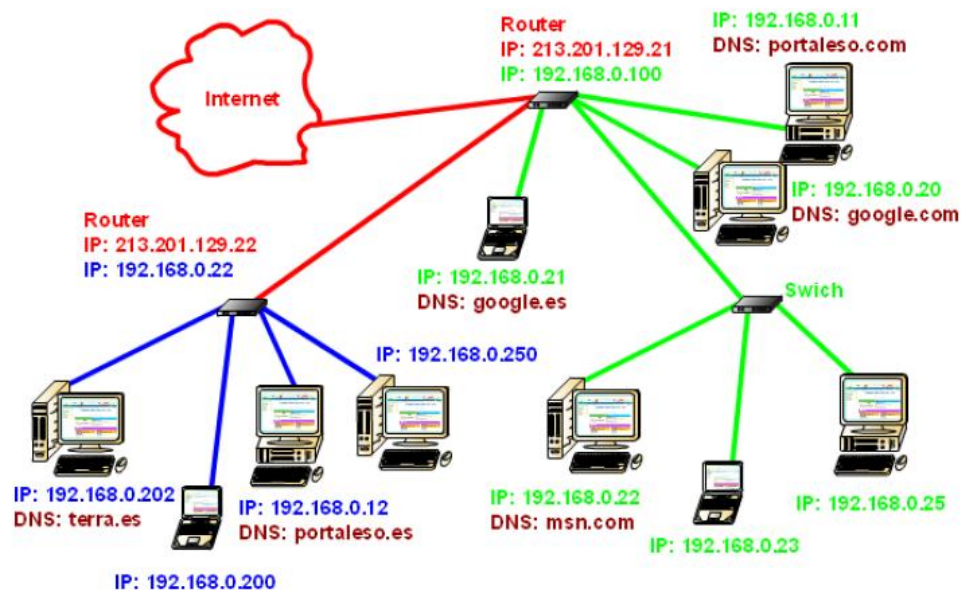 Internet
Router
IP: 213.201.129.21
IP: 192.168.0.100
IP: 192.168.0.11
DNS: portaleso.com
IP: 192.168.0.20
DNS: google.com
IP: 192.168.0.21
DNS: google.es
Swich
Router
IP: 213.201.129.22
IP: 192.168.0.22
IP: 192.168.0.250
IP: 192.168.0.202
DNS: terra.es
IP: 192.168.0.12
DNS: portaleso.es
IP: 192.168.0.200
IP: 192.168.0.22
DNS: msn.com
IP: 192.168.0.23
IP: 192.168.0.25